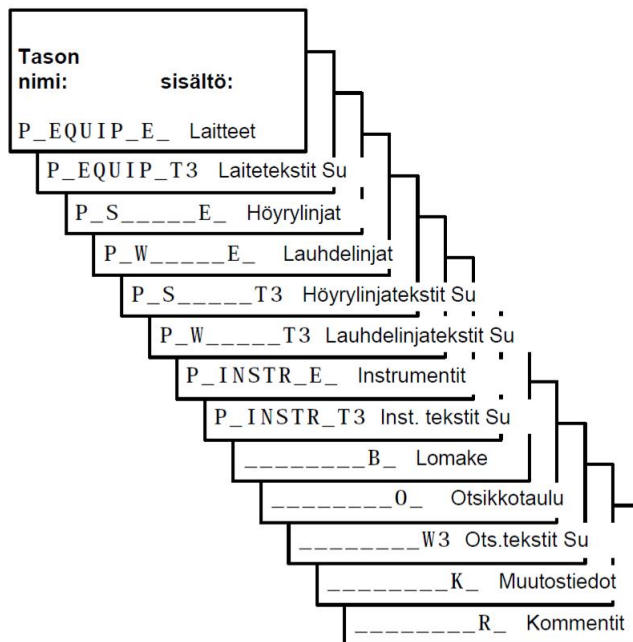 Tason
nimi: sisältö:
P_EQUIP_E_ Laitteet
P_EQUIP_T3 Laitetekstit Su
P_S_____E_ Höyrylinjat
P_W_____E_ Lauhdelinjat
P_S_____T3 Höyrylinjatekstit Su
P_W_____T3 Lauhdelinjatekstit Su
P_INSTR_E_ Instrumentit
P_INSTR_T3 Inst. tekstit Su
________B_ Lomake
________O_ Otsikkotaulu
________W3 Ots.tekstit Su
________K_ Muutostiedot
________R_ Kommentit